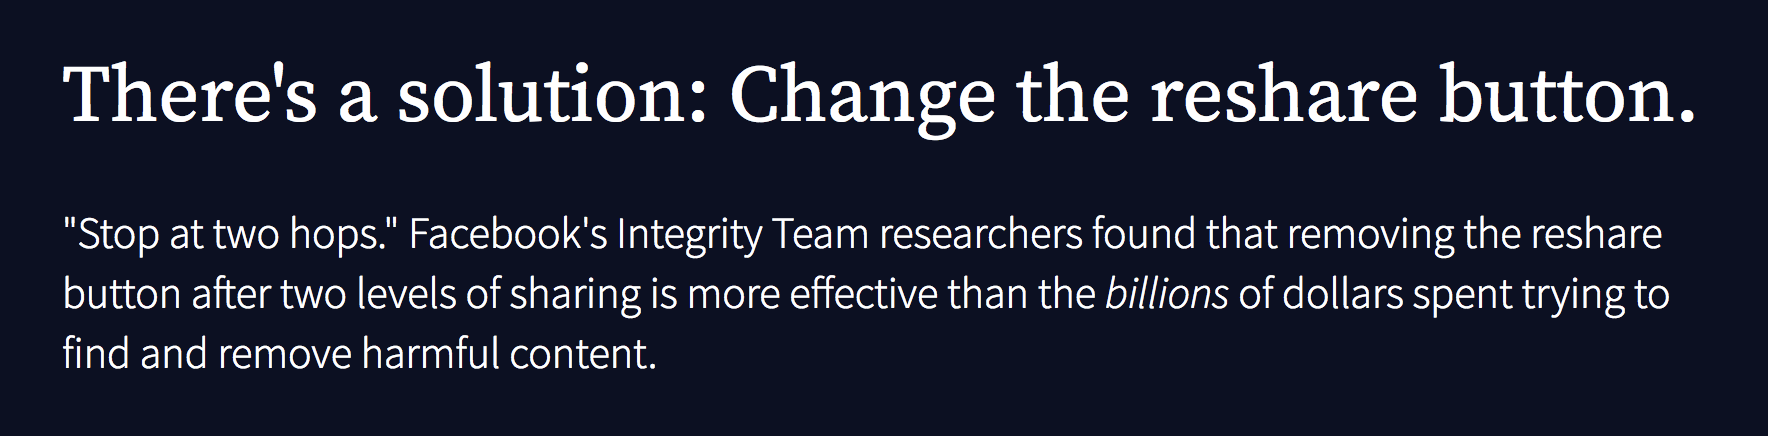 There's a solution: Change the reshare button.
"Stop at two hops." Facebook's Integrity Team researchers found that removing the reshare
button after two levels of sharing is more effective than the billions of dollars spent trying to
find and remove harmful content.